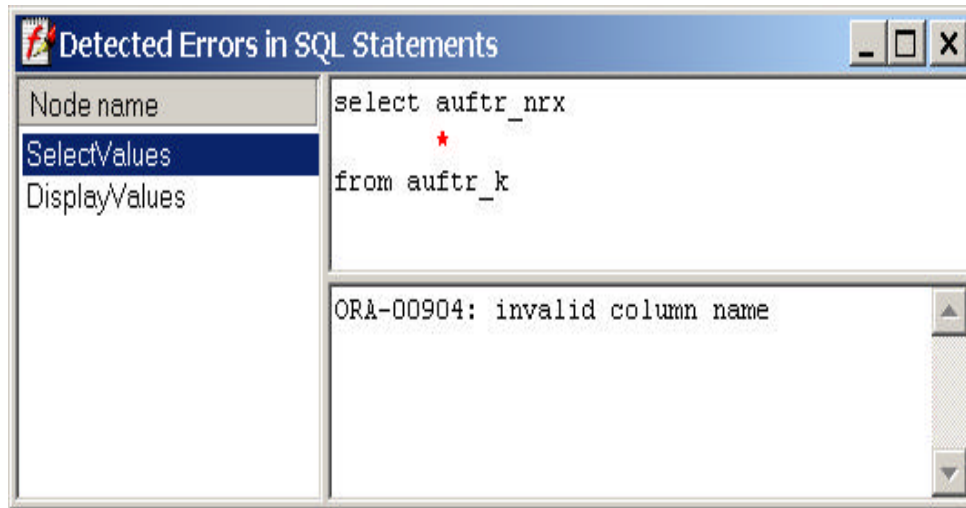 Detected Errors in SQL Statements
Node name
SelectValues
DisplayValues
select auftr_nrx
*
from auftr_k
ORA-00904: invalid column name